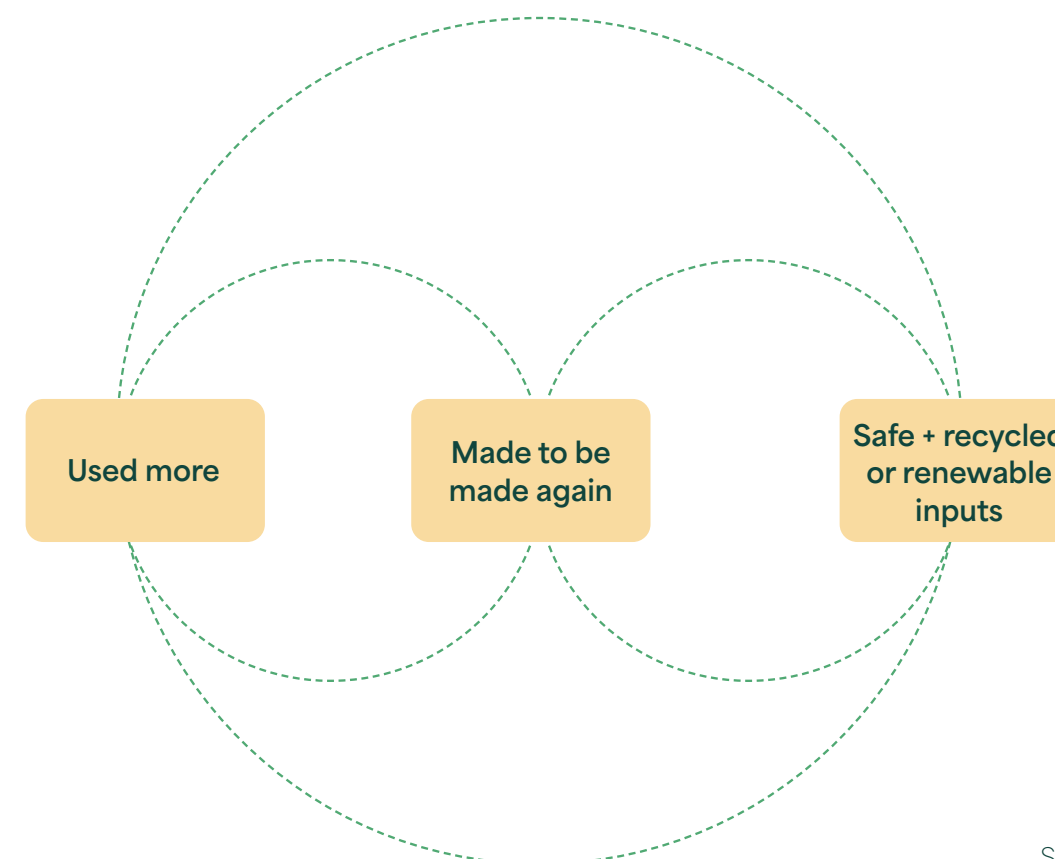 Used more
Made to be
made again
Safe + recycled
or renewable
inputs